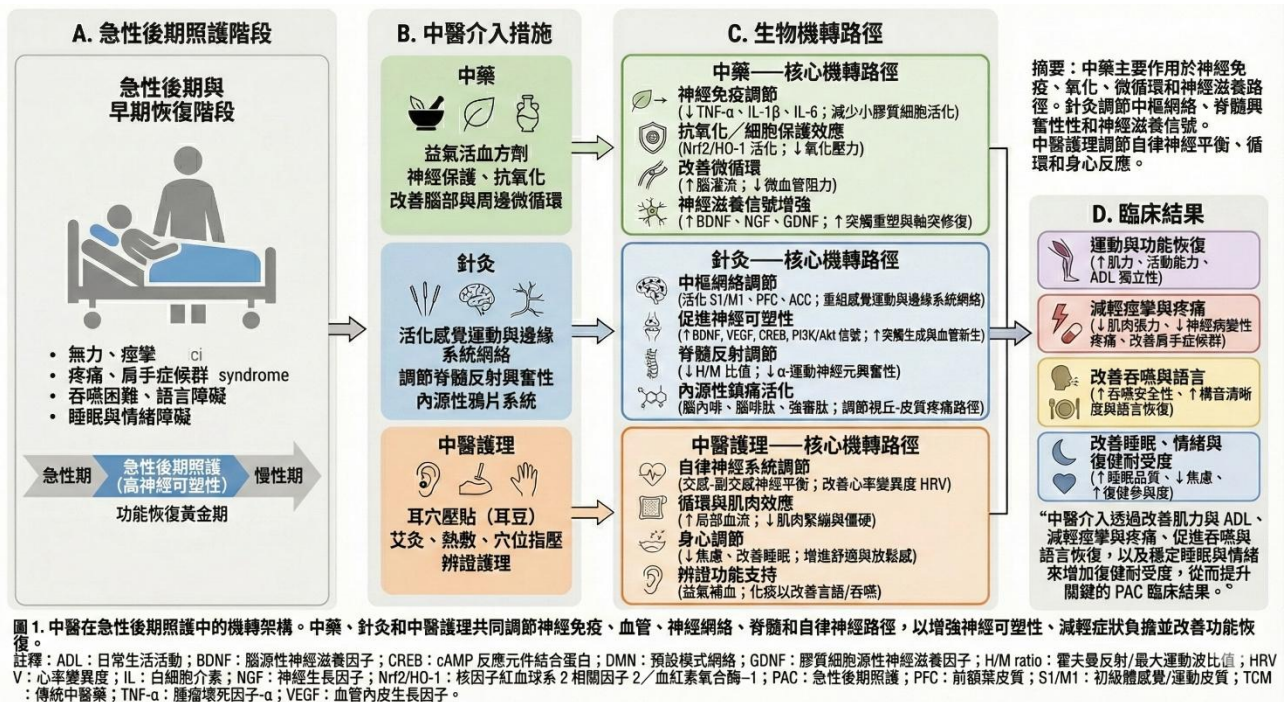 A. 急性後期照護階段
急性後期與
早期恢復階段
• 無力、痙攣 ci
• 疼痛、肩手症候群 syndrome
• 吞嚥困難、語言障礙
• 睡眠與情緒障礙
急性期
急性後期照護
(高神經可塑性)
慢性期
功能恢復黃金期
B. 中醫介入措施
中藥
益氣活血方劑
神經保護、抗氧化
改善腦部與周邊微循環
針灸
活化感覺運動與邊緣
系統網絡
調節脊髓反射興奮性
內源性鴉片系統
中醫護理
耳穴壓貼（耳豆）
艾灸、熱敷、穴位指壓
辨證護理
C. 生物機轉路徑
中藥——核心機轉路徑
神經免疫調節
(↓TNF-α、IL-1β、IL-6；減少小膠質細胞活化)
抗氧化／細胞保護效應
(Nrf2/HO-1 活化；↓氧化壓力)
改善微循環
(↑腦灌流；↓微血管阻力)
神經滋養信號增強
(↑BDNF、NGF、GDNF；↑突觸重塑與軸突修復)
針灸——核心機轉路徑
中樞網絡調節
(活化 S1/M1、PFC、ACC；重組感覺運動與邊緣系統網絡)
促進神經可塑性
(↑BDNF, VEGF, CREB, PI3K/Akt 信號；↑突觸生成與血管新生)
脊髓反射調節
(↓H/M 比值；↓α-運動神經元興奮性)
內源性鎮痛活化
(腦內啡、腦啡肽、強啡肽；調節視丘-皮質疼痛路徑)
中醫護理——核心機轉路徑
自律神經系統調節
(交感-副交感神經平衡；改善心率變異度 HRV)
循環與肌肉效應
(↑局部血流；↓肌肉緊繃與僵硬)
身心調節
(↓焦慮、改善睡眠；增進舒適與放鬆感)
辨證功能支持
(益氣補血；化痰以改善言語/吞嚥)
摘要：中藥主要作用於神經免
疫、氧化、微循環和神經滋養路
徑。針灸調節中樞網絡、脊髓興
奮性性和神經滋養信號。
中醫護理調節自律神經平衡、循
環和身心反應。
D. 臨床結果
運動與功能恢復
(↑肌力、活動能力、
ADL 獨立性)
減輕痙攣與疼痛
(↓肌肉張力、↓神經病變性
疼痛、改善肩手症候群)
改善吞嚥與語言
(↑吞嚥安全性、↑構音清晰
度與語言恢復)
改善睡眠、情緒與
復健耐受度
(↑睡眠品質、↓焦慮、
↑復健參與度)
“中醫介入透過改善肌力與 ADL、
減輕痙攣與疼痛、促進吞嚥與
語言恢復，以及穩定睡眠與情緒
來增加復健耐受度，從而提升
關鍵的 PAC 臨床結果。”
圖 1. 中醫在急性後期照護中的機轉架構。中藥、針灸和中醫護理共同調節神經免疫、血管、神經網絡、脊髓和自律神經路徑，以增強神經可塑性、減輕症狀負擔並改善功能恢
復。
註釋：ADL：日常生活活動；BDNF：腦源性神經滋養因子；CREB：cAMP 反應元件結合蛋白；DMN：預設模式網絡；GDNF：膠質細胞源性神經滋養因子；H/M ratio：霍夫曼反射/最大運動波比值；HRV
V：心率變異度；IL：白細胞介素；NGF：神經生長因子；Nrf2/HO-1：核因子紅血球系 2 相關因子 2／血紅素氧合酶–1；PAC：急性後期照護；PFC：前額葉皮質；S1/M1：初級體感覺/運動皮質；TCM
：傳統中醫藥；TNF-α：腫瘤壞死因子-α；VEGF：血管內皮生長因子。